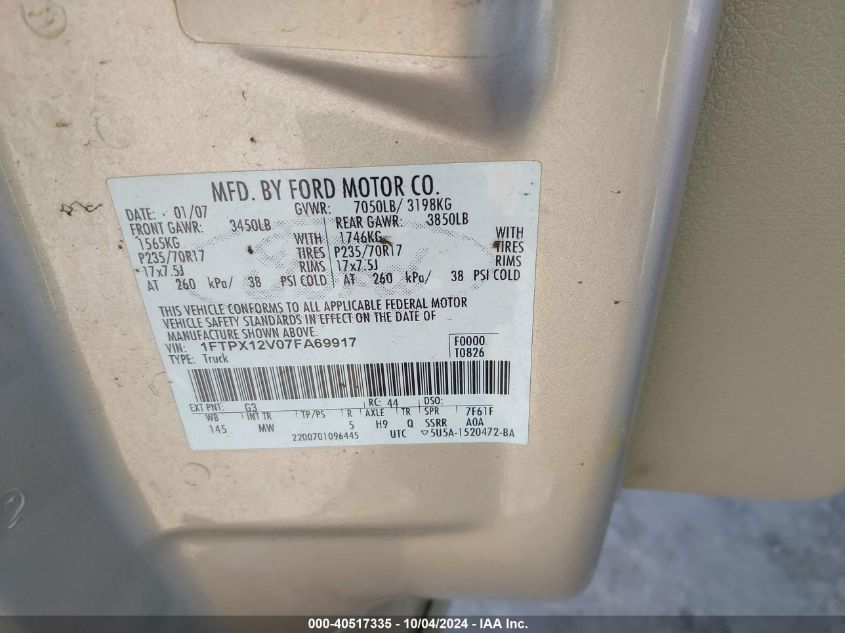 MFD. BY FORD MOTOR CO.
DATE: 01/07 GVWR: 7050LB/ 3198KG
FRONT GAWR: 3450LB REAR GAWR: 3850LB
1565KG WITH 1746KG WITH
P235/70R17 TIRES P235/70R17 TIRES
17x7.5J RIMS 17x7.5J RIMS
AT 260 kPa/ 38 PSI COLD AT 260 kPa/ 38 PSI COLD
THIS VEHICLE CONFORMS TO ALL APPLICABLE FEDERAL MOTOR
VEHICLE SAFETY STANDARDS IN EFFECT ON THE DATE OF
MANUFACTURE SHOWN ABOVE.
VIN: 1FTPX12V07FA69917 F0000
TYPE: Truck T0826
EXT PNT: G3 RC: 44 DSO:
WB INT TR TP/PS R AXLE TR SPR 7F61F
145 MW 5 H9 Q SSRR A0A
2200701096445 UTC 5U5A-1520472-BA
000-40517335 - 10/04/2024 - IAA Inc.